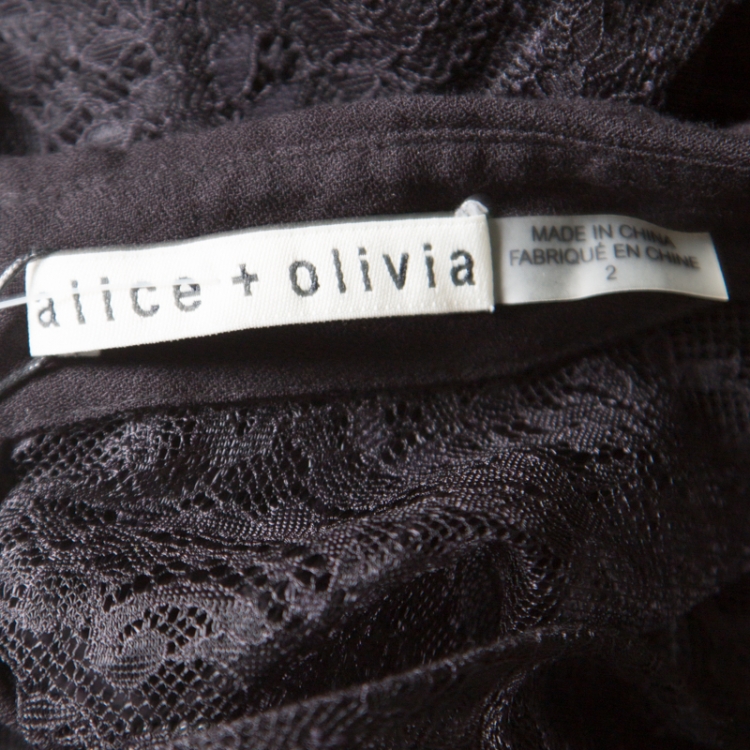 alice + olivia
MADE IN CHINA
FABRIQUÉ EN CHINE
2